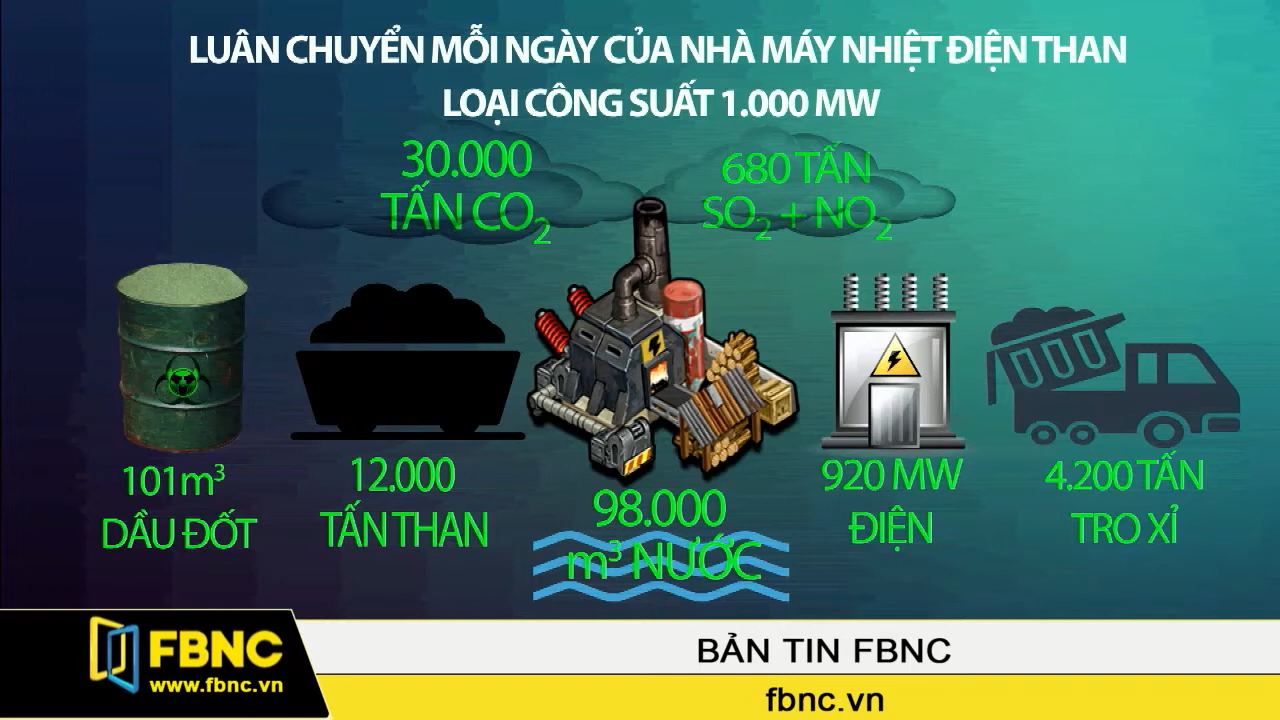 LUÂN CHUYỂN MỖI NGÀY CỦA NHÀ MÁY NHIỆT ĐIỆN THAN
LOẠI CÔNG SUẤT 1.000 MW
30.000
TẤN CO₂
680 TẤN
SO₂ + NO₂
101m³
DẦU ĐỐT
12.000
TẤN THAN
98.000
m³ NƯỚC
920 MW
ĐIỆN
4.200 TẤN
TRO XỈ
FBNC
www.fbnc.vn
BẢN TIN FBNC
fbnc.vn